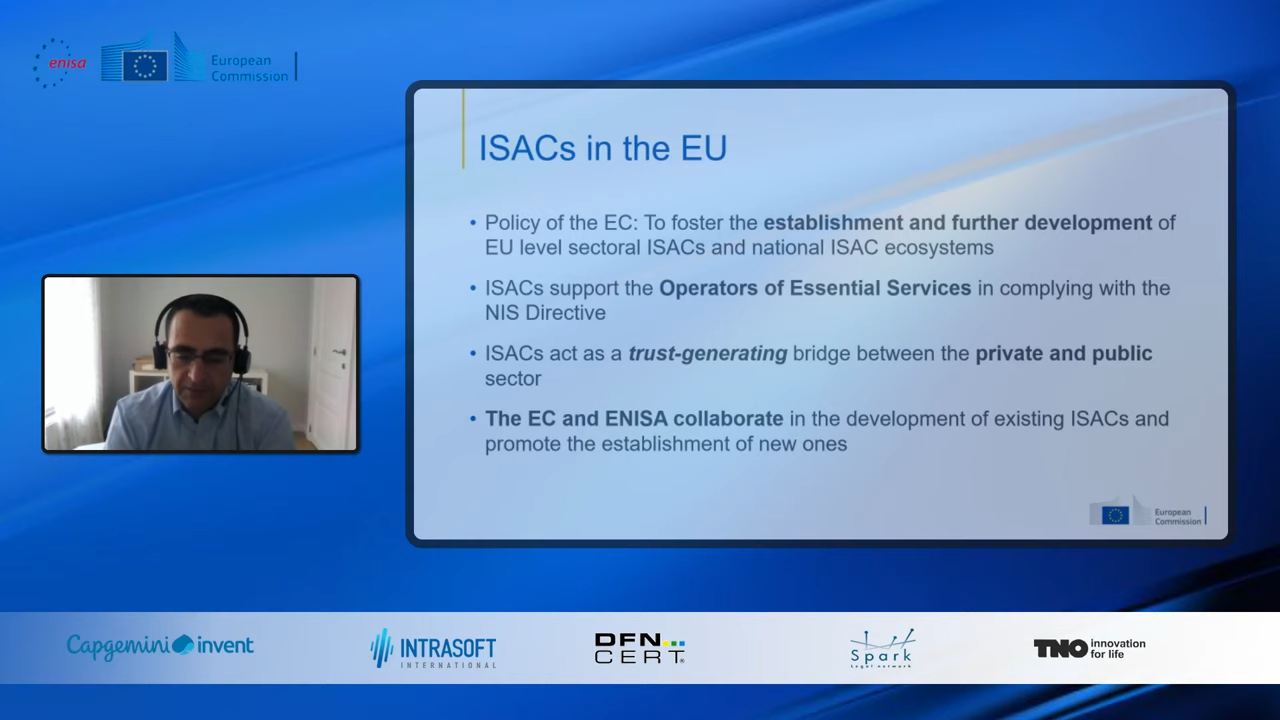 enisa
European
Commission
ISACs in the EU
• Policy of the EC: To foster the establishment and further development of
EU level sectoral ISACs and national ISAC ecosystems
• ISACs support the Operators of Essential Services in complying with the
NIS Directive
• ISACs act as a trust-generating bridge between the private and public
sector
• The EC and ENISA collaborate in the development of existing ISACs and
promote the establishment of new ones
European
Commission
Capgemini invent
INTRASOFT
INTERNATIONAL
DFN
CERT®
Spark
Legal network
TNO innovation
for life